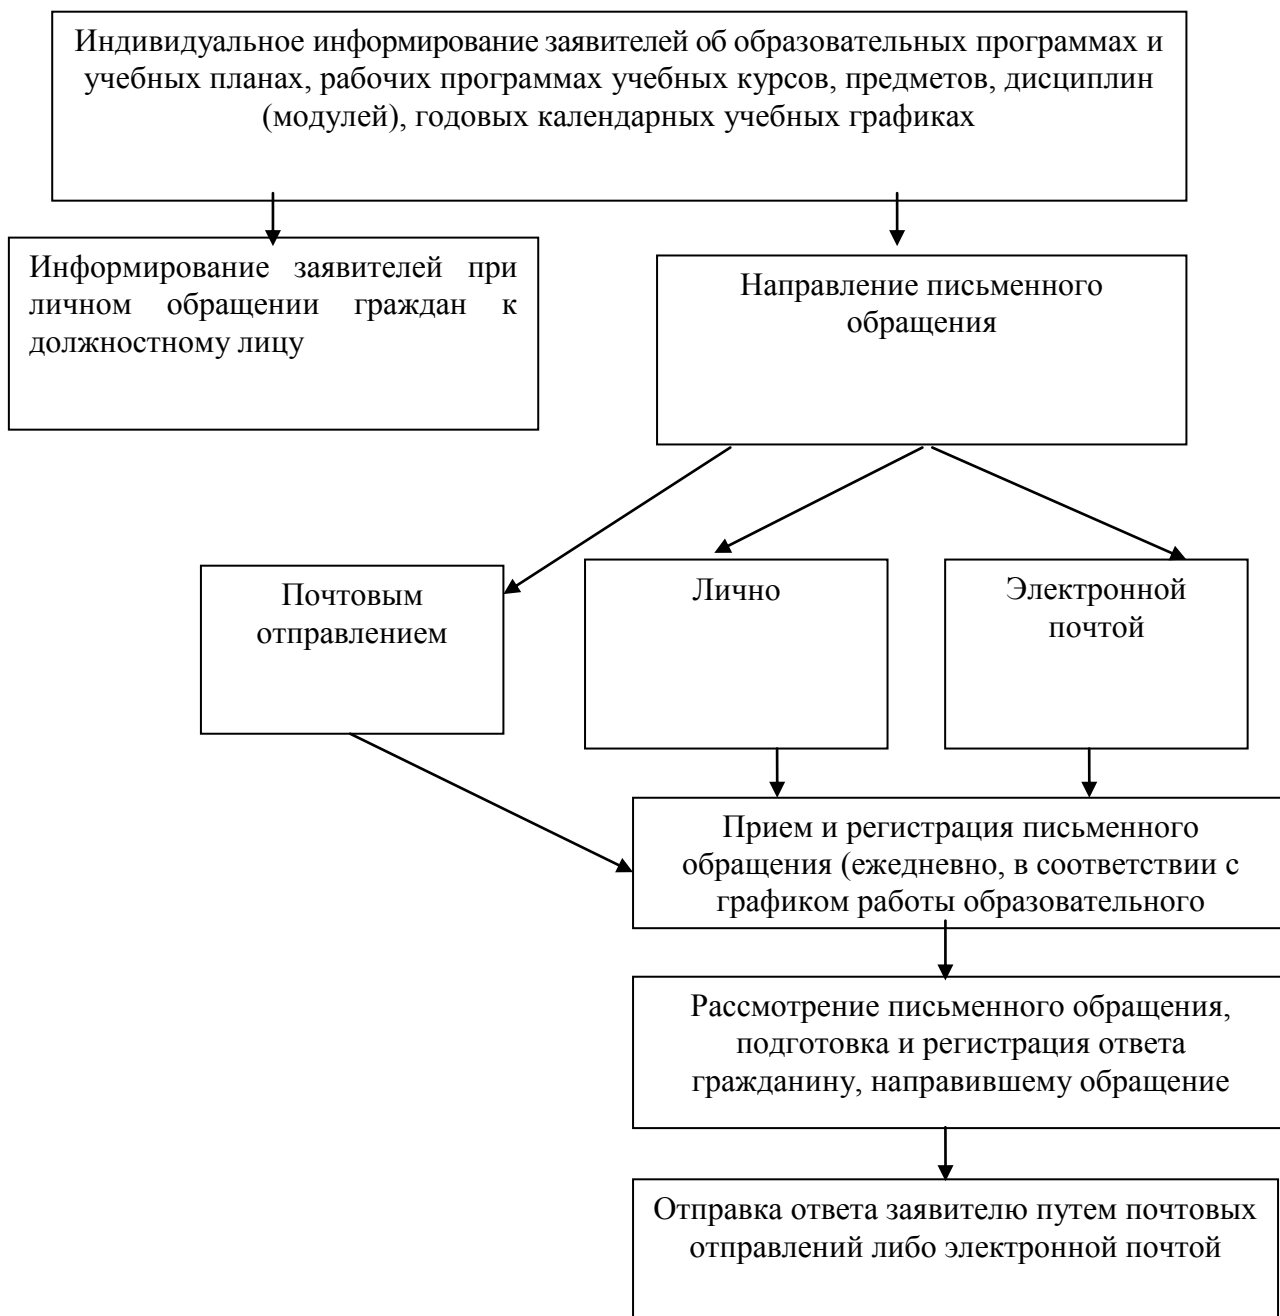 Индивидуальное информирование заявителей об образовательных программах и
учебных планах, рабочих программах учебных курсов, предметов, дисциплин
(модулей), годовых календарных учебных графиках
Информирование заявителей при
личном обращении граждан к
должностному лицу
Направление письменного
обращения
Почтовым
отправлением
Лично
Электронной
почтой
Прием и регистрация письменного
обращения (ежедневно, в соответствии с
графиком работы образовательного
Рассмотрение письменного обращения,
подготовка и регистрация ответа
гражданину, направившему обращение
Отправка ответа заявителю путем почтовых
отправлений либо электронной почтой